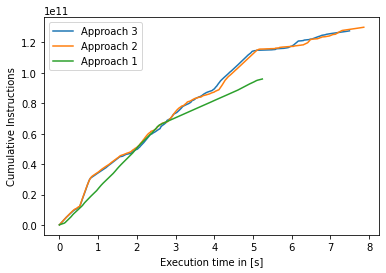 1e11
Approach 3
Approach 2
Approach 1
1.2
1.0
0.8
0.6
0.4
0.2
0.0
Cumulative Instructions
0 1 2 3 4 5 6 7 8
Execution time in [s]